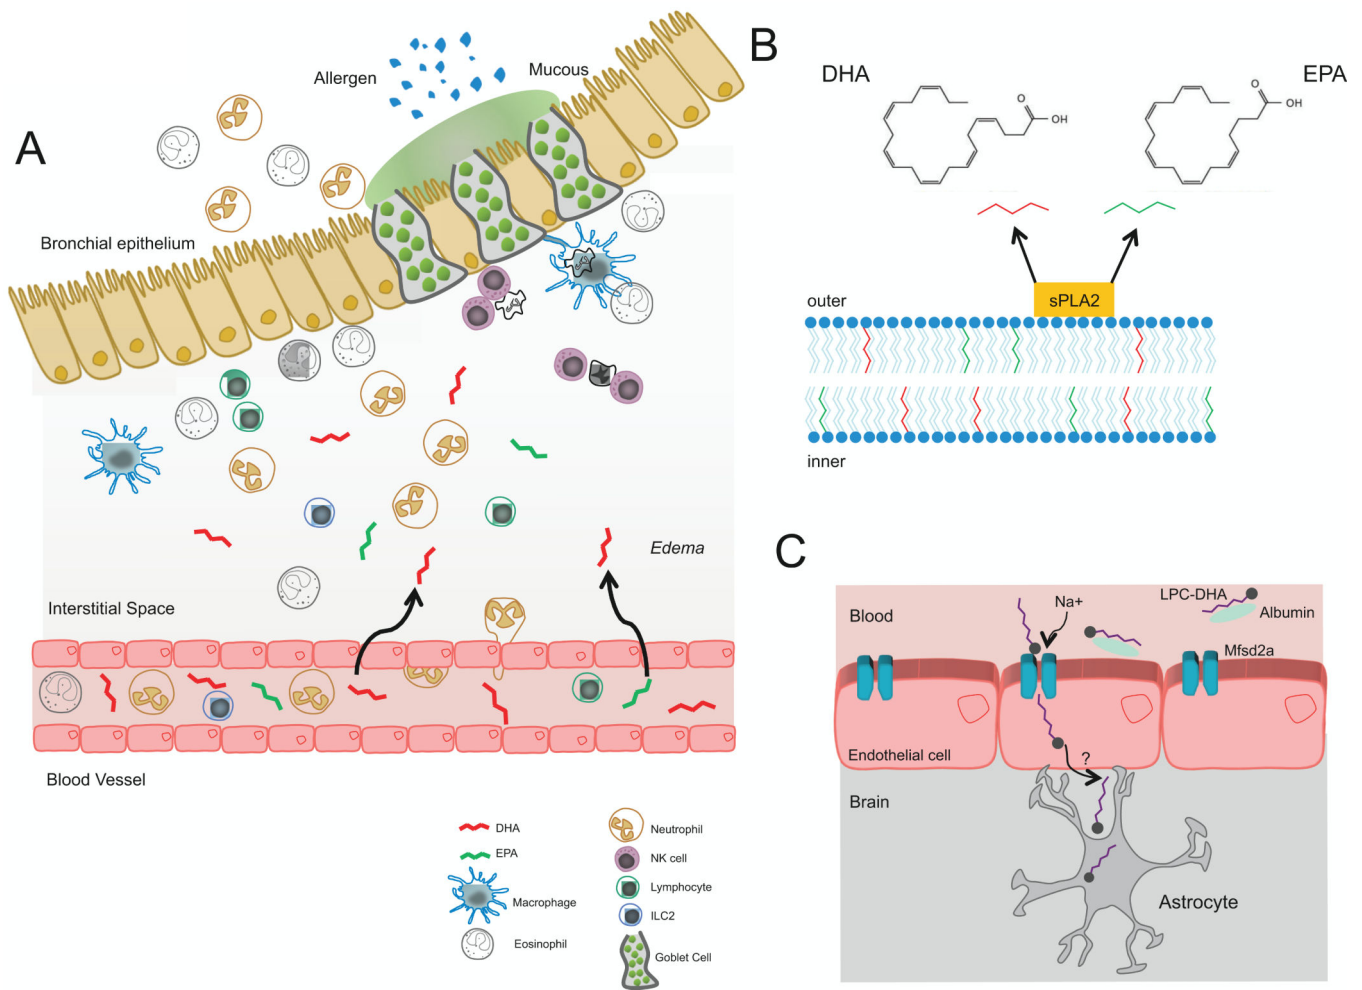 A
Allergen
Mucous
Bronchial epithelium
Edema
Interstitial Space
Blood Vessel
DHA
EPA
Macrophage
Eosinophil
Neutrophil
NK cell
Lymphocyte
ILC2
Goblet Cell
B
DHA
EPA
O
OH
O
OH
sPLA2
outer
inner
C
Blood
Na+
LPC-DHA
Albumin
Mfsd2a
Endothelial cell
?
Brain
Astrocyte